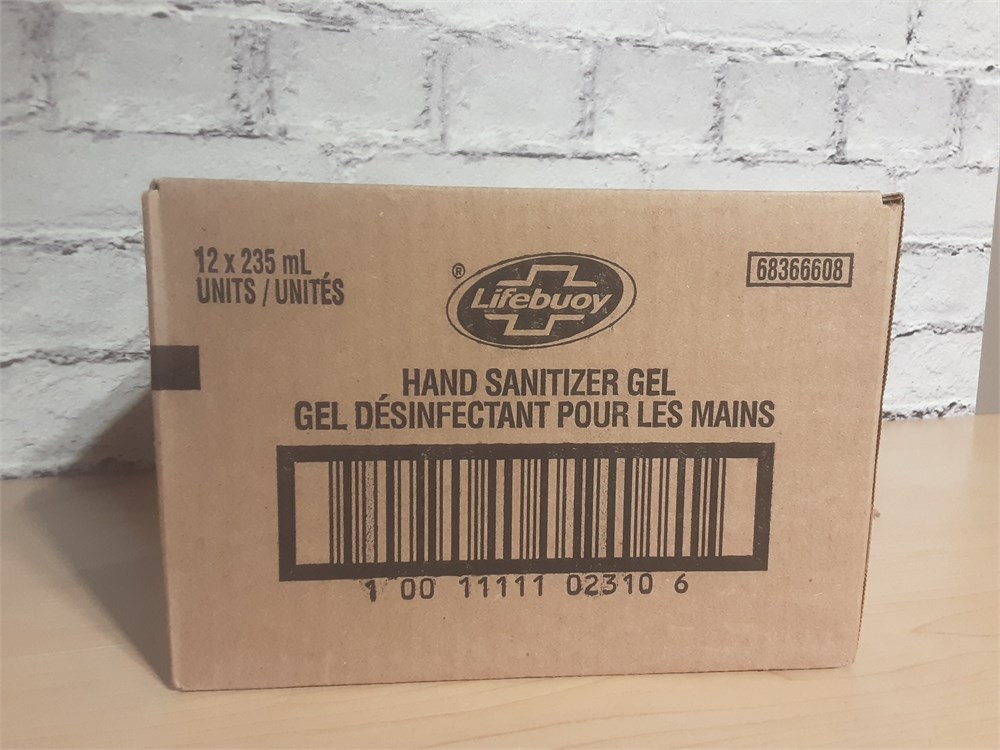 12 x 235 mL
UNITS / UNITÉS
® Lifebuoy
68366608
HAND SANITIZER GEL
GEL DÉSINFECTANT POUR LES MAINS
1 00 11111 02310 6